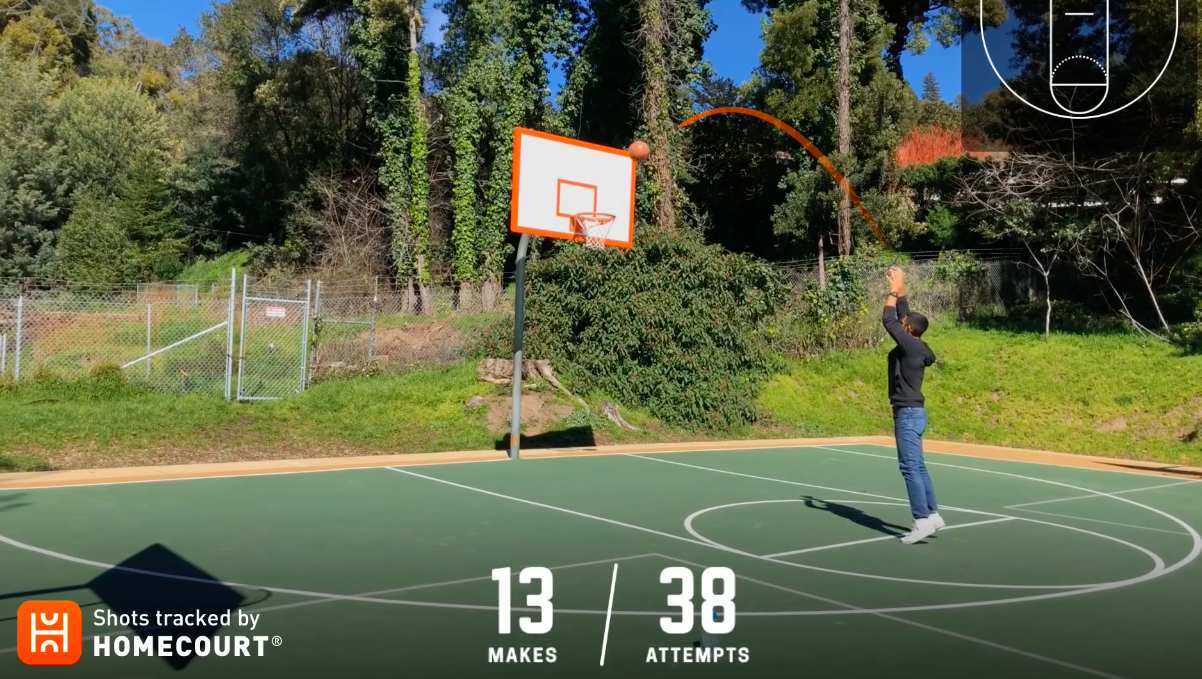 Shots tracked by
HOMECOURT®
13 / 38
MAKES
ATTEMPTS